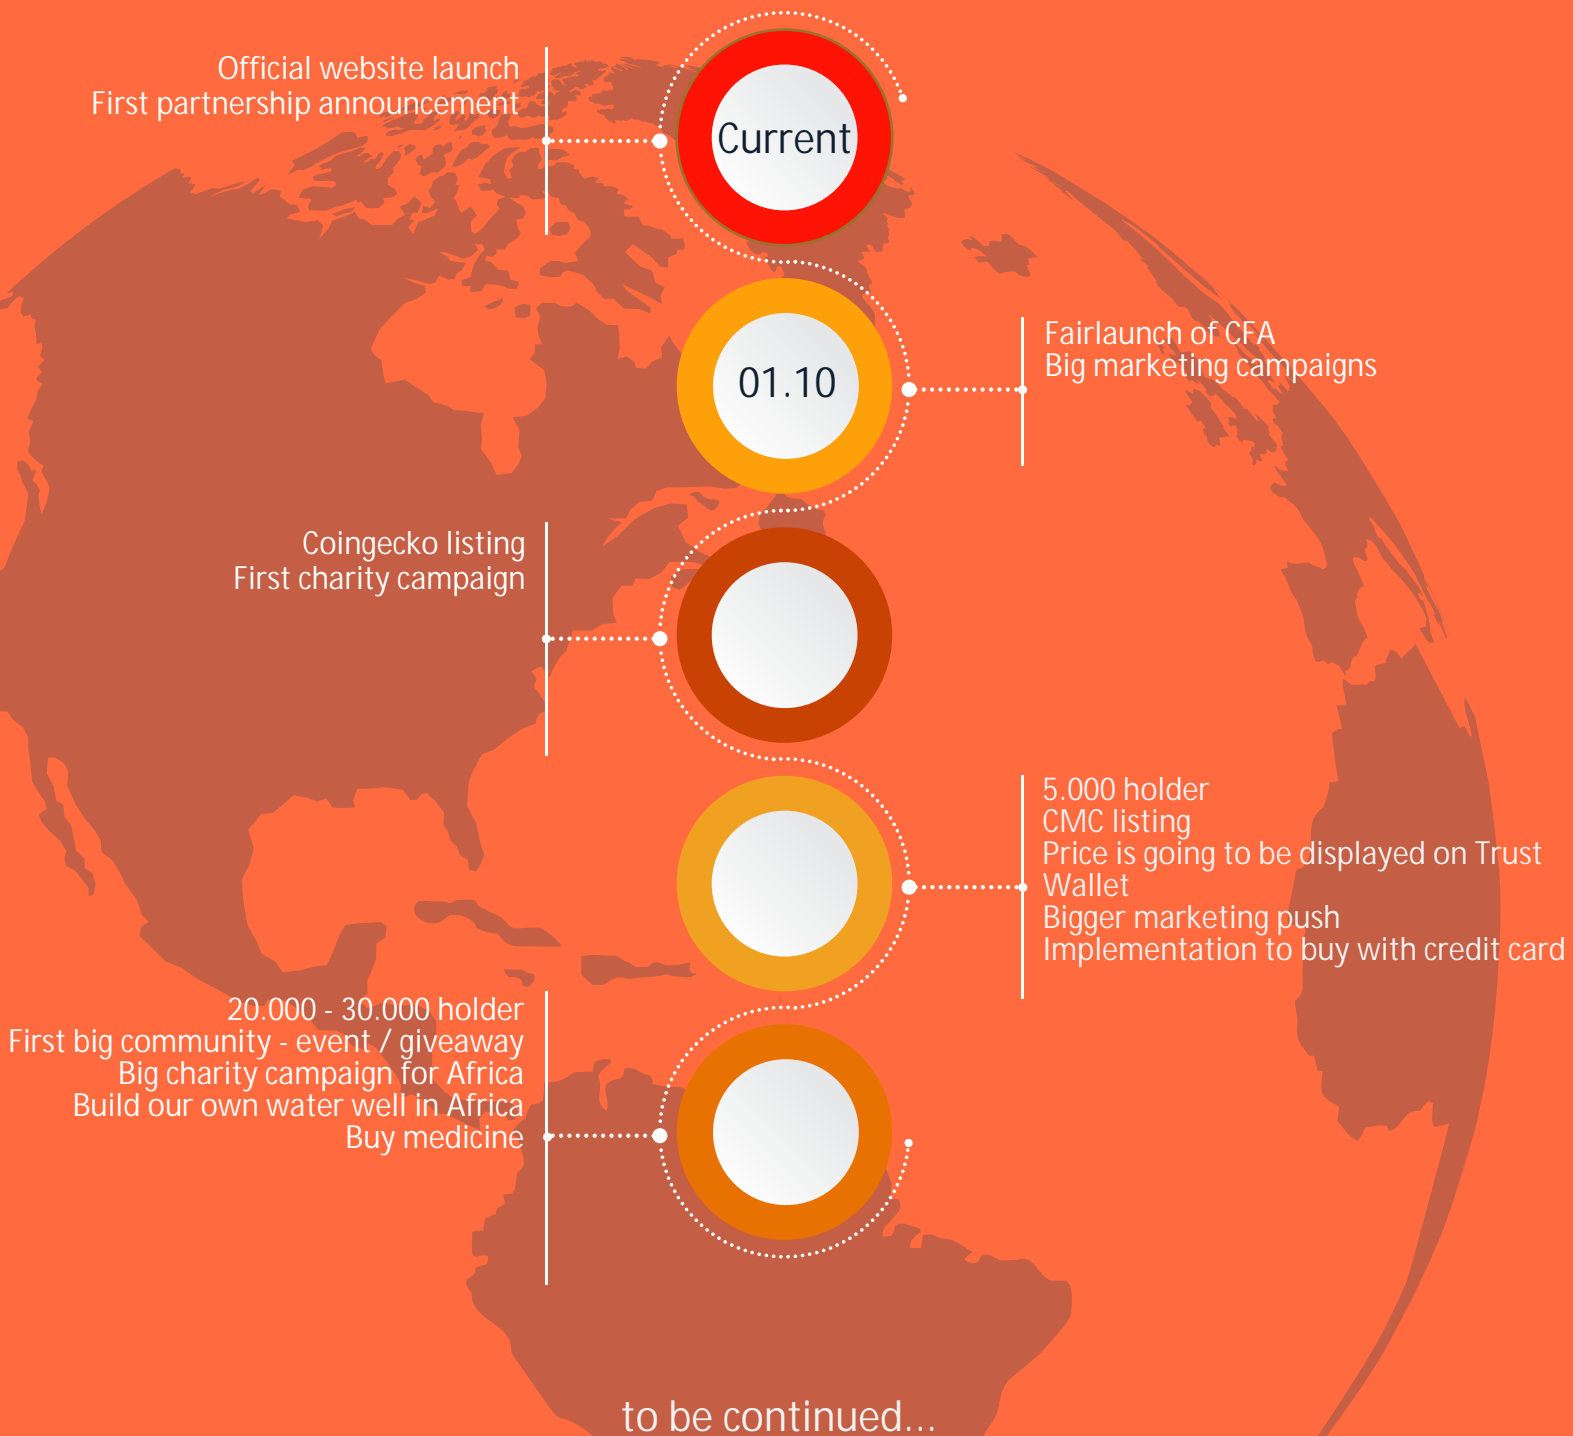 Official website launch
First partnership announcement
Current
Fairlaunch of CFA
Big marketing campaigns
01.10
Coingecko listing
First charity campaign
5.000 holder
CMC listing
Price is going to be displayed on Trust
Wallet
Bigger marketing push
Implementation to buy with credit card
20.000 - 30.000 holder
First big community - event / giveaway
Big charity campaign for Africa
Build our own water well in Africa
Buy medicine
to be continued...